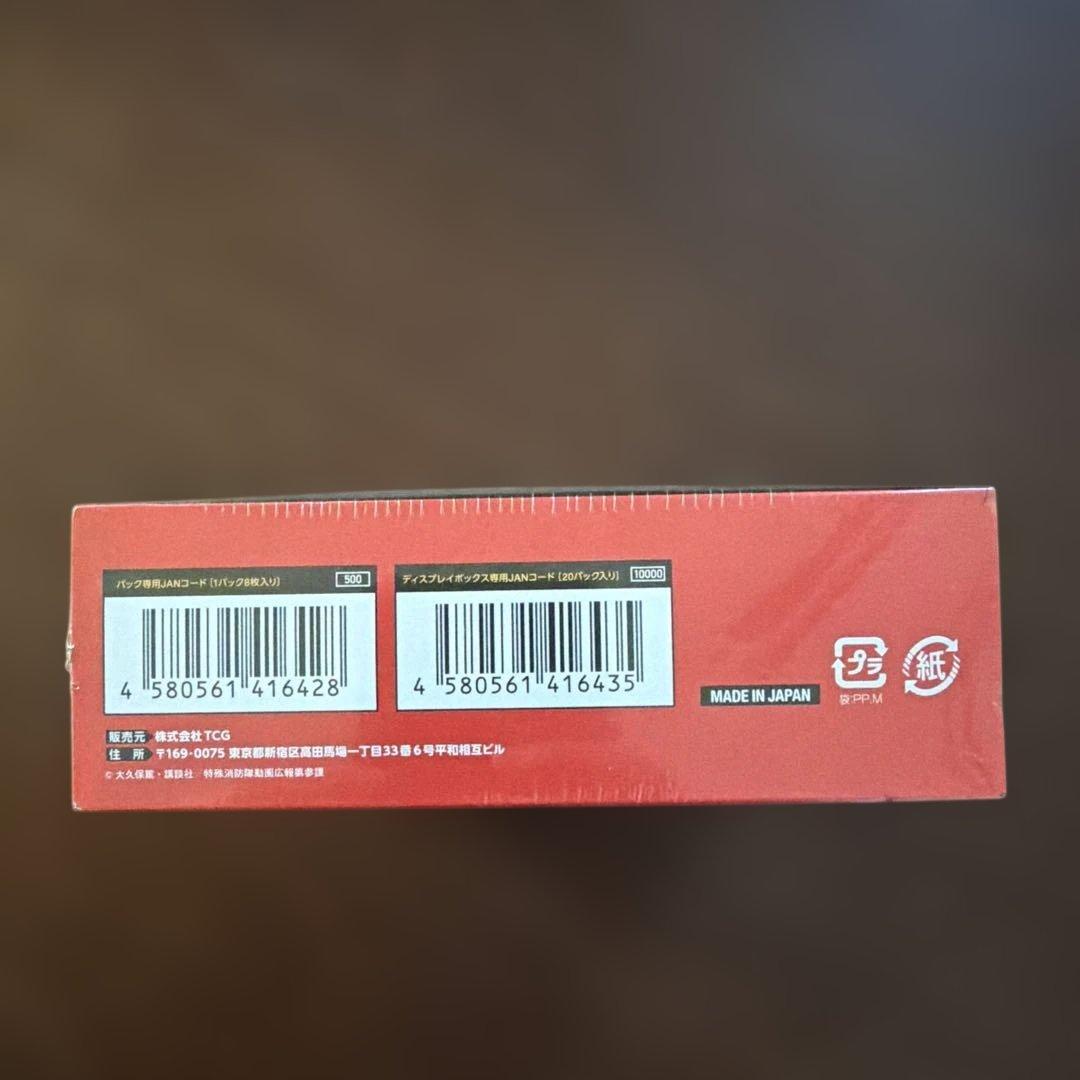 パック専用JANコード [1パック8枚入り] 500
4 580561 416428
ディスプレイボックス専用JANコード [20パック入り] 10000
4 580561 416435
MADE IN JAPAN
プラ
袋:PP,M
紙
販売元 株式会社TCG
住所 〒169-0075 東京都新宿区高田馬場一丁目33番6号平和相互ビル
© 大久保篤・講談社 特殊消防隊動画広報第参課